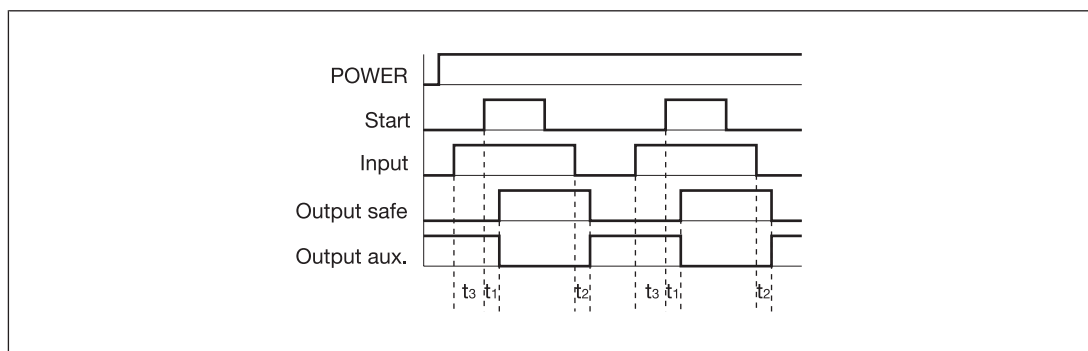 POWER
Start
Input
Output safe
Output aux.
t3 t1 t2 t3 t1 t2